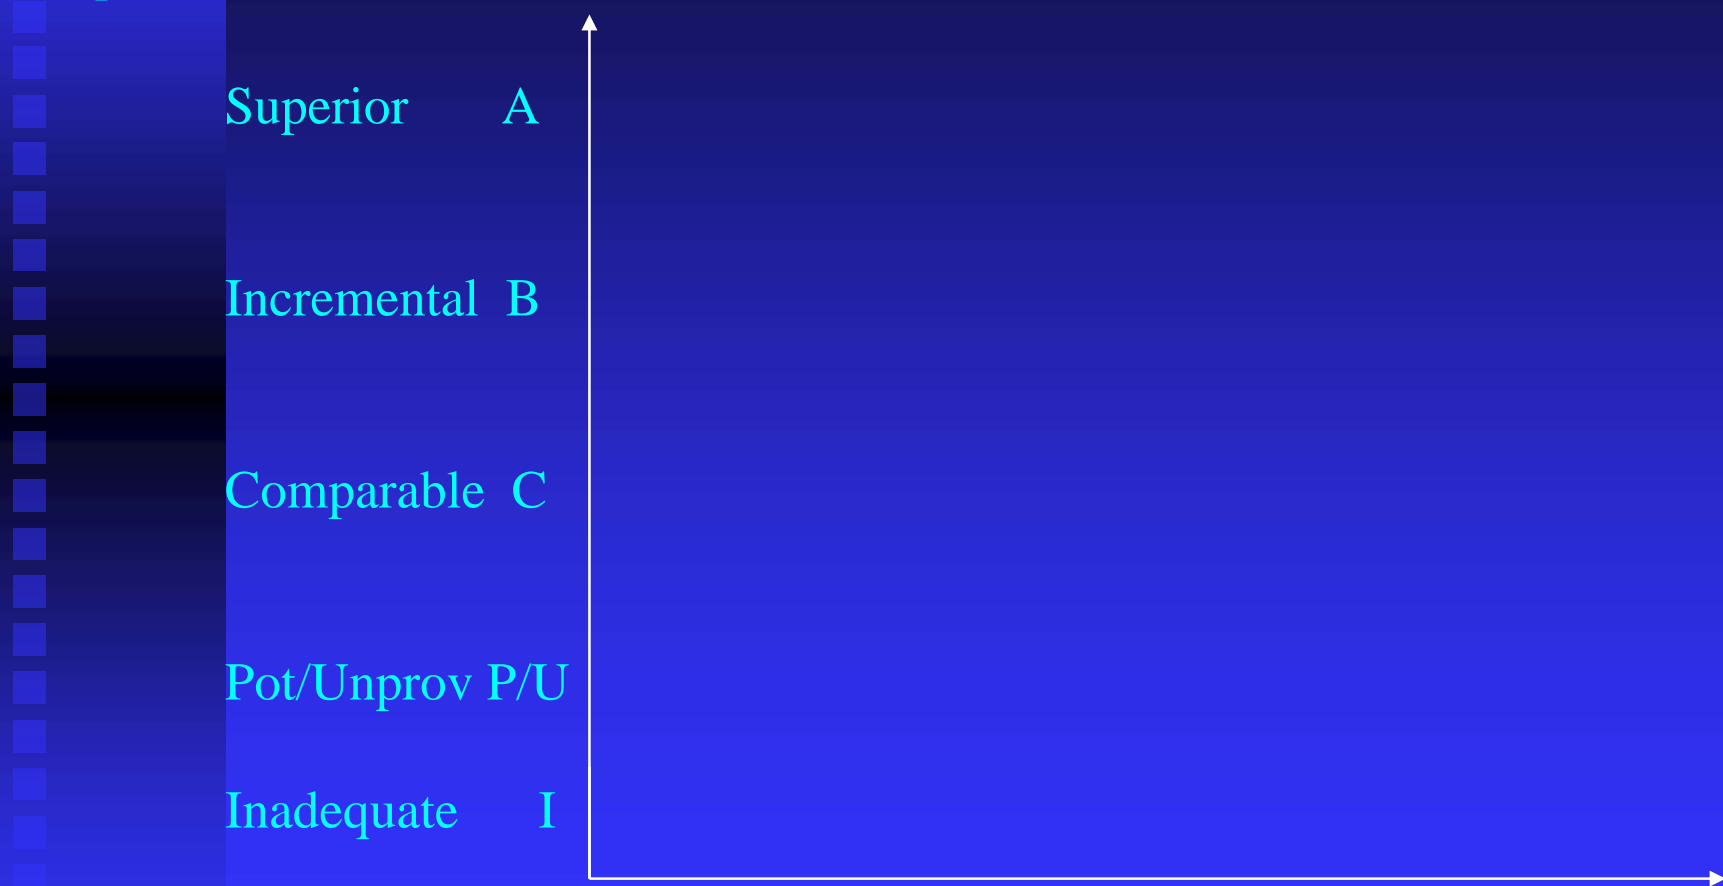 Superior A
Incremental B
Comparable C
Pot/Unprov P/U
Inadequate I